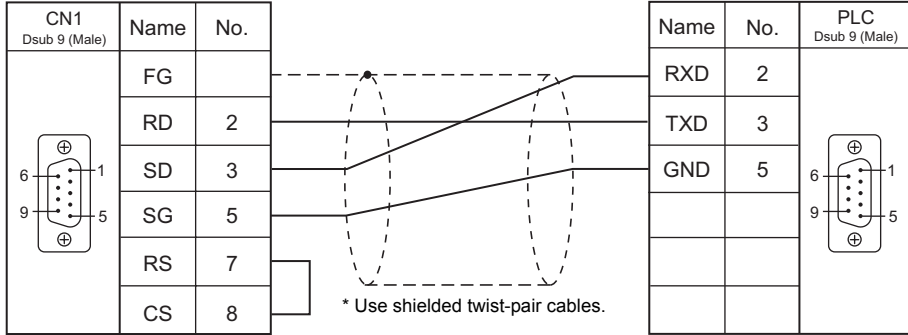 CN1
Dsub 9 (Male)
Name No.
FG
RD 2
SD 3
SG 5
RS 7
CS 8
6 1
9 5
* Use shielded twist-pair cables.
Name No.
PLC
Dsub 9 (Male)
RXD 2
TXD 3
GND 5
6 1
9 5